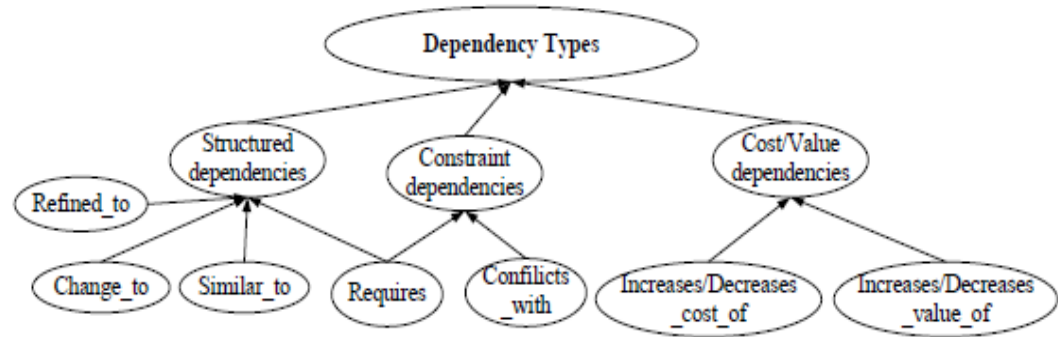 Dependency Types
Structured
dependencies
Constraint
dependencies
Cost/Value
dependencies
Refined_to
Change_to
Similar_to
Requires
Confilicts
_with
Increases/Decreases
_cost_of
Increases/Decreases
_value_of